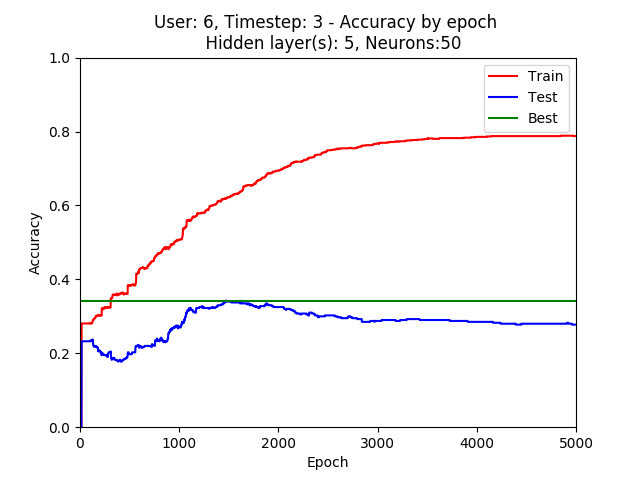 User: 6, Timestep: 3 - Accuracy by epoch
Hidden layer(s): 5, Neurons:50
1.0
Train
Test
Best
0.8
0.6
Accuracy
0.4
0.2
0.0
0 1000 2000 3000 4000 5000
Epoch